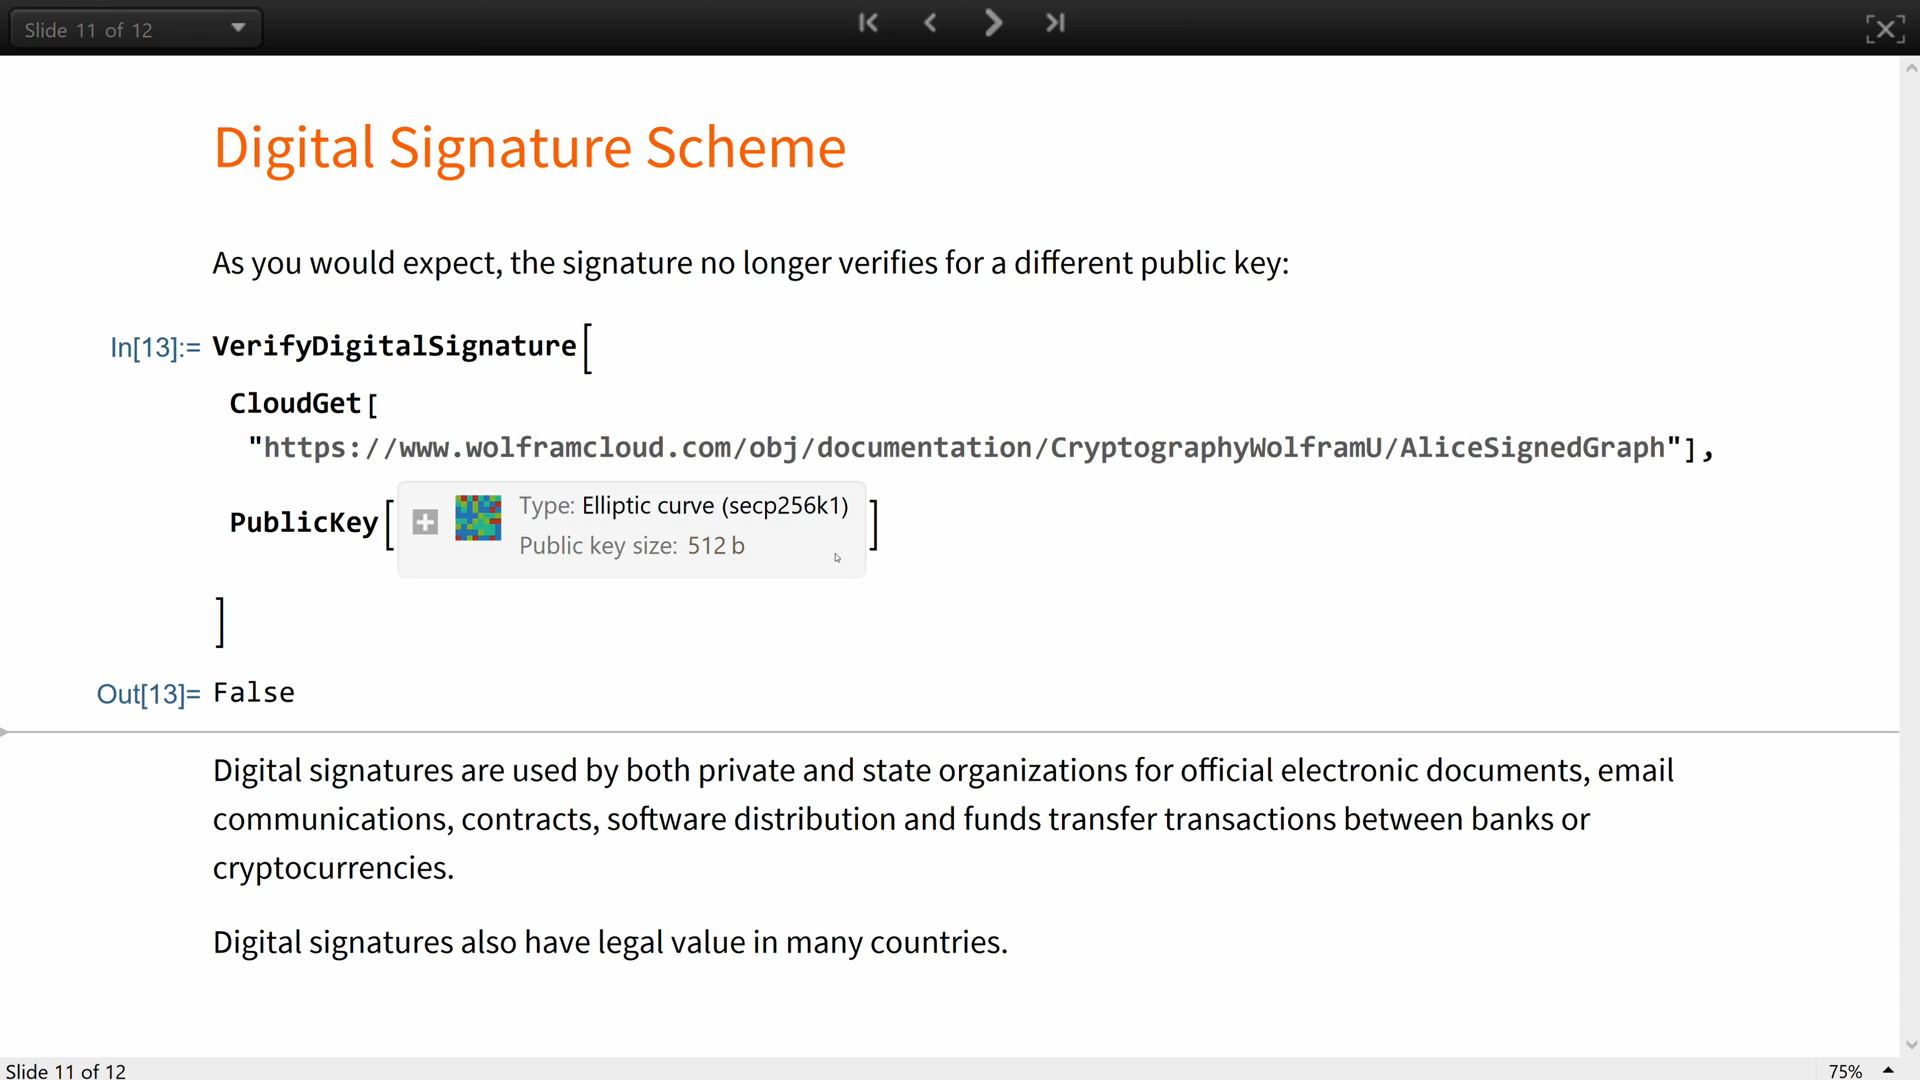 Slide 11 of 12
Digital Signature Scheme
As you would expect, the signature no longer verifies for a different public key:
In[13]:= VerifyDigitalSignature[
CloudGet[
"https://www.wolframcloud.com/obj/documentation/CryptographyWolframU/AliceSignedGraph"],
PublicKey[ Type: Elliptic curve (secp256k1) ]
Public key size: 512 b
]
Out[13]= False
Digital signatures are used by both private and state organizations for official electronic documents, email
communications, contracts, software distribution and funds transfer transactions between banks or
cryptocurrencies.
Digital signatures also have legal value in many countries.
Slide 11 of 12
75%